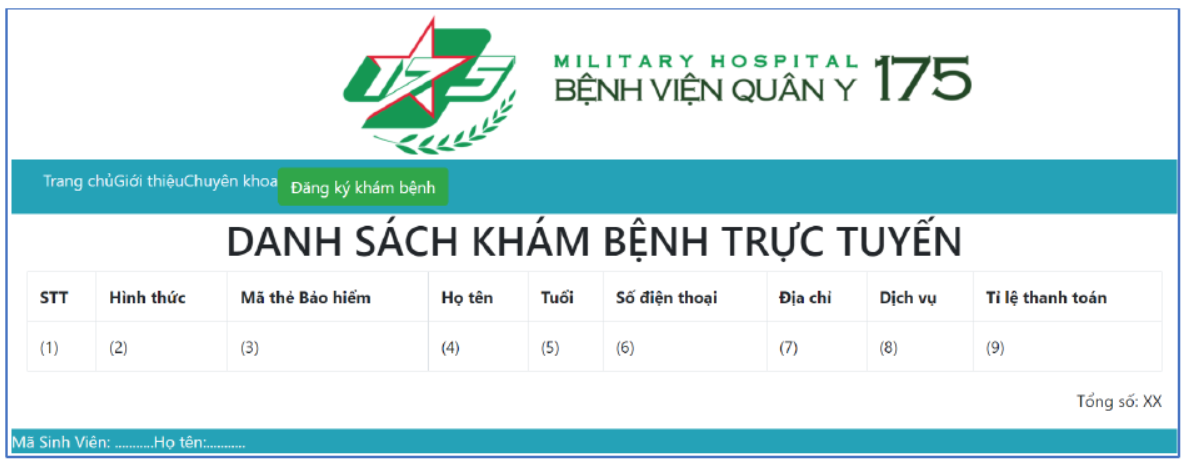 175
MILITARY HOSPITAL
BỆNH VIỆN QUÂN Y 175
Trang chủGiới thiệuChuyên khoa Đăng ký khám bệnh
DANH SÁCH KHÁM BỆNH TRỰC TUYẾN
STT Hình thức Mã thẻ Bảo hiểm Họ tên Tuổi Số điện thoại Địa chỉ Dịch vụ Tỉ lệ thanh toán
(1) (2) (3) (4) (5) (6) (7) (8) (9)
Tổng số: XX
Mã Sinh Viên: ...........Họ tên:...........